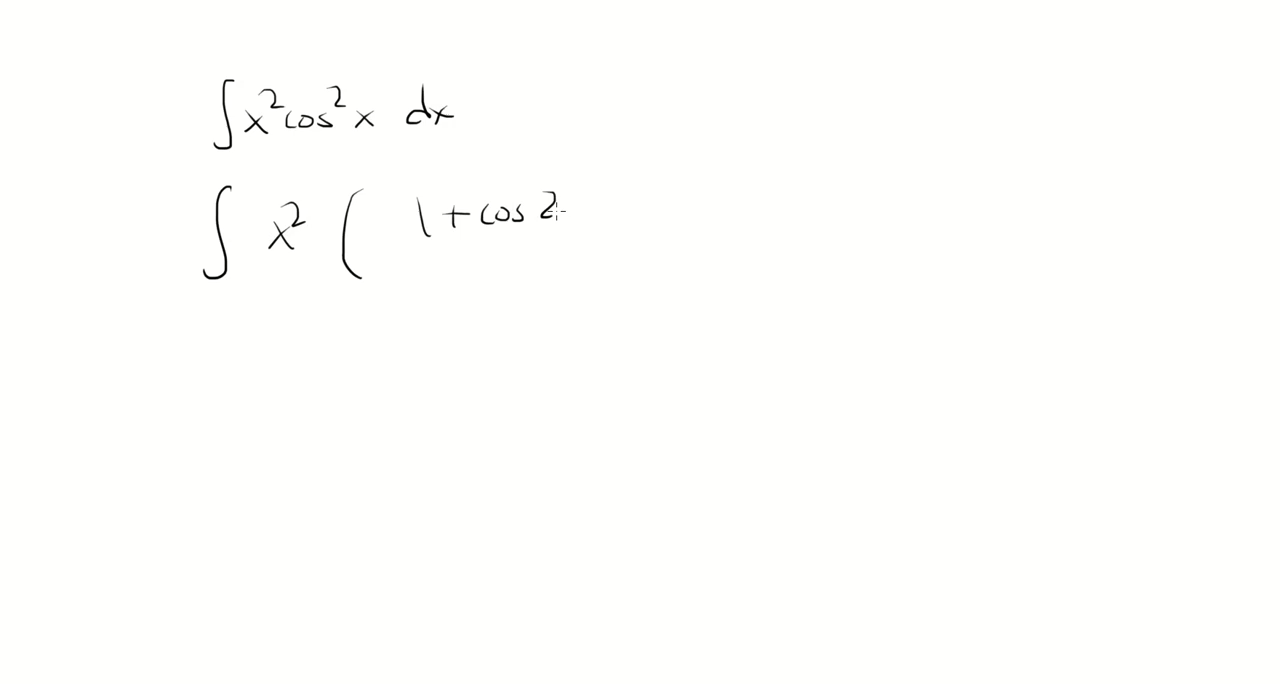 ∫x²cos²x dx
∫ x² ( 1+cos 2